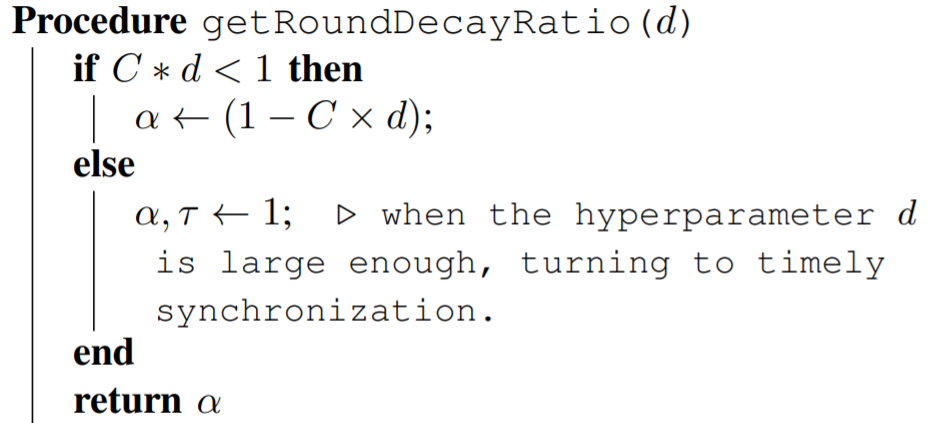 Procedure getRoundDecayRatio(d)
if C ∗ d < 1 then
α ← (1 − C × d);
else
α, τ ← 1; ▷ when the hyperparameter d
is large enough, turning to timely
synchronization.
end
return α